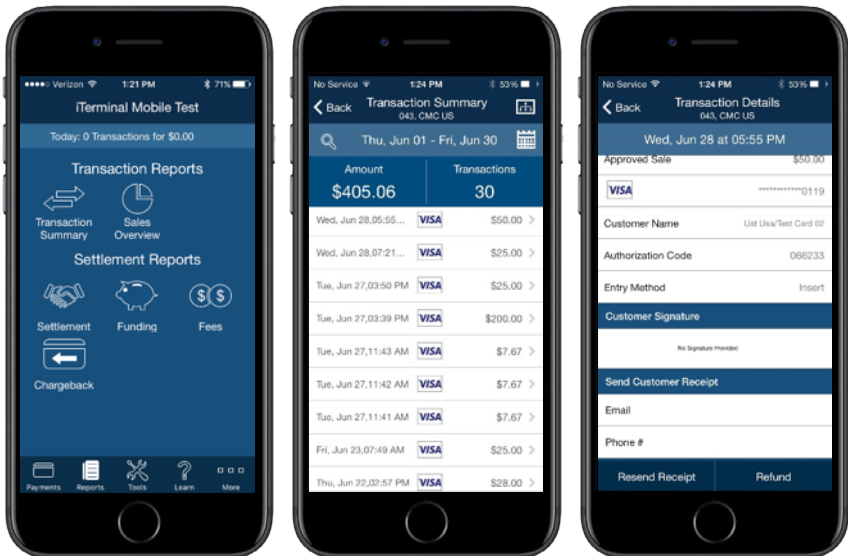 Verizon 1:21 PM 71%
iTerminal Mobile Test
Today: 0 Transactions for $0.00
Transaction Reports
Transaction Summary
Sales Overview
Settlement Reports
Settlement
Funding
Fees
Chargeback
Payments Reports Tools Learn More
No Service 1:24 PM 53%
Back Transaction Summary
043, CMC US
Thu, Jun 01 - Fri, Jun 30
Amount Transactions
$405.06 30
Wed, Jun 28,05:55... VISA $50.00
Wed, Jun 28,07:21... VISA $25.00
Tue, Jun 27,03:50 PM VISA $25.00
Tue, Jun 27,03:39 PM VISA $200.00
Tue, Jun 27,11:43 AM VISA $7.67
Tue, Jun 27,11:42 AM VISA $7.67
Tue, Jun 27,11:41 AM VISA $7.67
Fri, Jun 23,07:49 AM VISA $25.00
Thu, Jun 22,02:57 PM VISA $28.00
No Service 1:24 PM 53%
Back Transaction Details
043, CMC US
Wed, Jun 28 at 05:55 PM
Approved Sale $50.00
VISA ************0119
Customer Name Usa/Test Card 02
Authorization Code 066233
Entry Method Insert
Customer Signature
No Signature Provided
Send Customer Receipt
Email
Phone #
Resend Receipt Refund